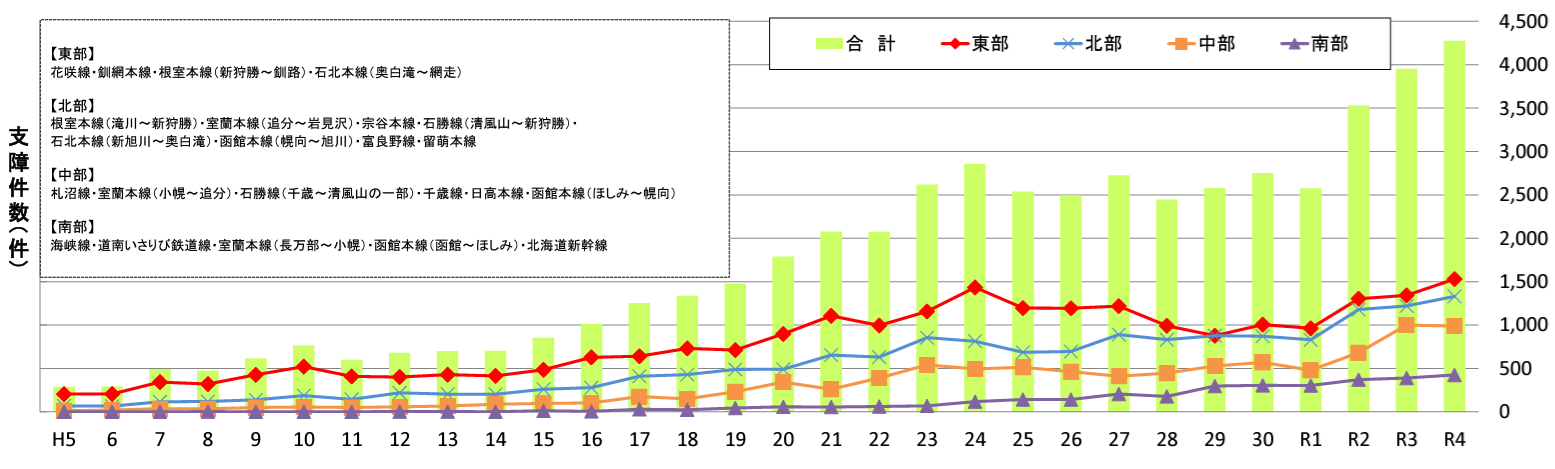 【東部】
花咲線・釧網本線・根室本線(新狩勝～釧路)・石北本線(奥白滝～網走)
【北部】
根室本線(滝川～新狩勝)・室蘭本線(追分～岩見沢)・宗谷本線・石勝線(清風山～新狩勝)・
石北本線(新旭川～奥白滝)・函館本線(幌向～旭川)・富良野線・留萌本線
【中部】
札沼線・室蘭本線(小幌～追分)・石勝線(千歳～清風山の一部)・千歳線・日高本線・函館本線(ほしみ～幌向)
【南部】
海峡線・道南いさりび鉄道線・室蘭本線(長万部～小幌)・函館本線(函館～ほしみ)・北海道新幹線
合 計 東部 北部 中部 南部
支障件数(件)
4,500
4,000
3,500
3,000
2,500
2,000
1,500
1,000
500
0
H5 6 7 8 9 10 11 12 13 14 15 16 17 18 19 20 21 22 23 24 25 26 27 28 29 30 R1 R2 R3 R4